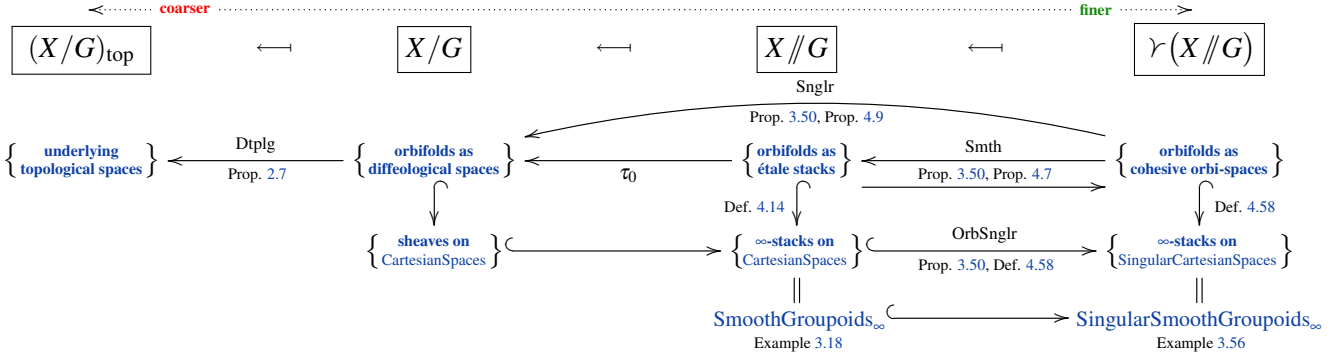 coarser finer
(X/G)top ⟻ X/G ⟻ X⫽G ⟻ ʏ(X⫽G)
Snglr
Prop. 3.50, Prop. 4.9
{ underlying topological spaces }
Dtplg
Prop. 2.7
{ orbifolds as diffeological spaces }
τ0
{ orbifolds as étale stacks }
Smth
Prop. 3.50, Prop. 4.7
{ orbifolds as cohesive orbi-spaces }
Def. 4.14
Def. 4.58
{ sheaves on CartesianSpaces }
{ ∞-stacks on CartesianSpaces }
OrbSnglr
Prop. 3.50, Def. 4.58
{ ∞-stacks on SingularCartesianSpaces }
SmoothGroupoids∞ SingularSmoothGroupoids∞
Example 3.18 Example 3.56